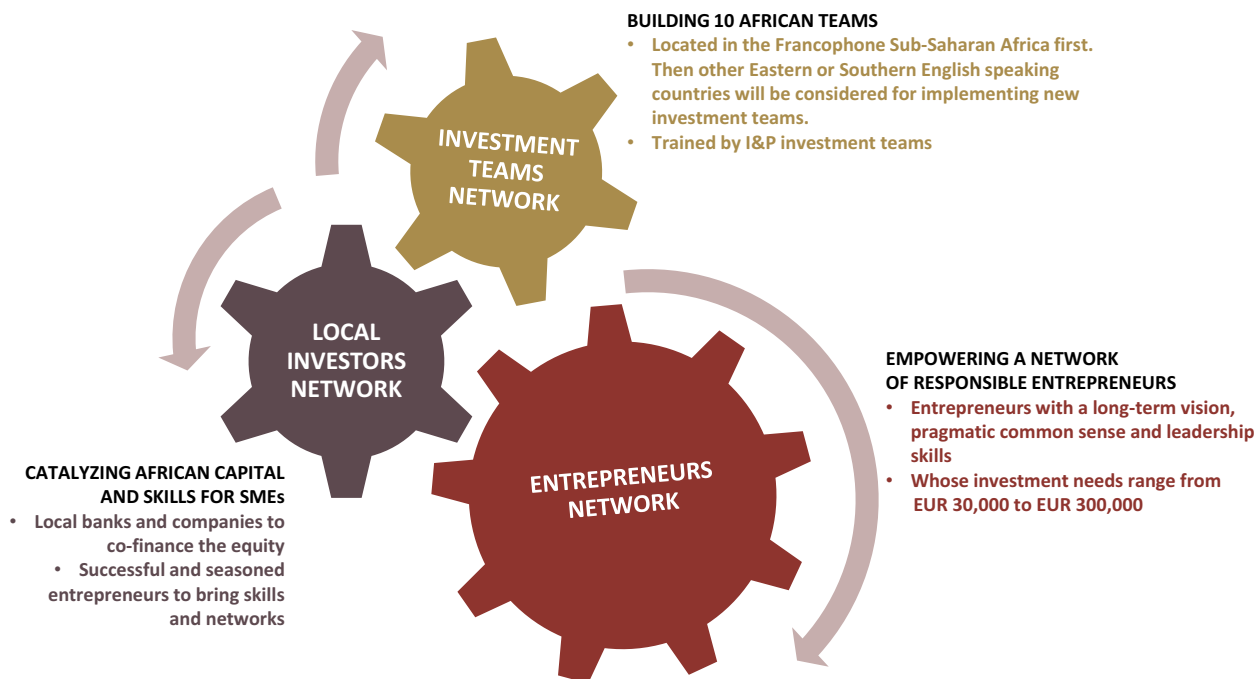 BUILDING 10 AFRICAN TEAMS
• Located in the Francophone Sub-Saharan Africa first.
Then other Eastern or Southern English speaking
countries will be considered for implementing new
investment teams.
• Trained by I&P investment teams
INVESTMENT
TEAMS
NETWORK
LOCAL
INVESTORS
NETWORK
EMPOWERING A NETWORK
OF RESPONSIBLE ENTREPRENEURS
• Entrepreneurs with a long-term vision,
pragmatic common sense and leadership
skills
• Whose investment needs range from
EUR 30,000 to EUR 300,000
ENTREPRENEURS
NETWORK
CATALYZING AFRICAN CAPITAL
AND SKILLS FOR SMEs
• Local banks and companies to
co-finance the equity
• Successful and seasoned
entrepreneurs to bring skills
and networks